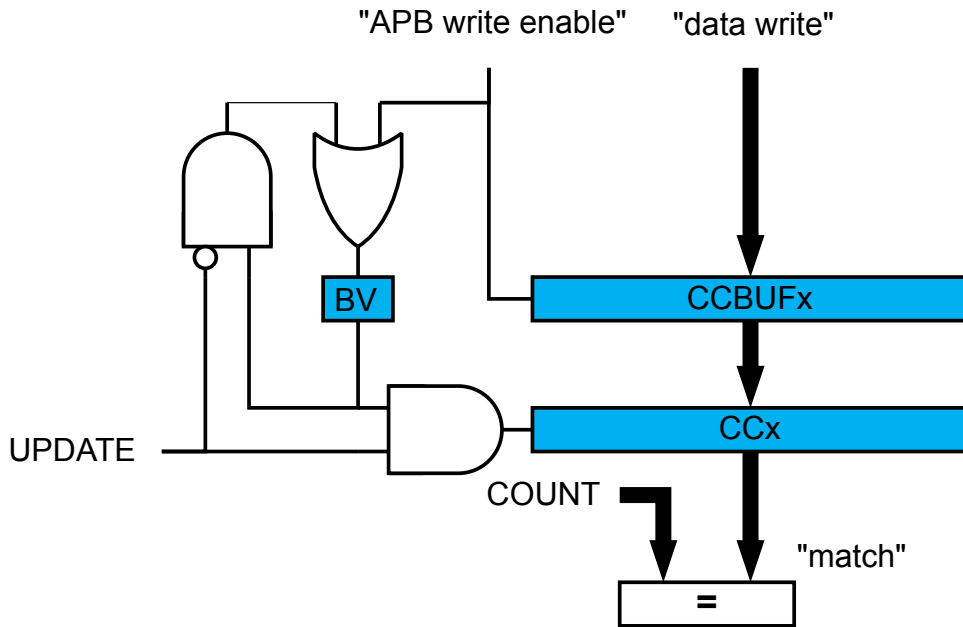 "APB write enable"
"data write"
BV
CCBUFx
UPDATE
CCx
COUNT
"match"
=